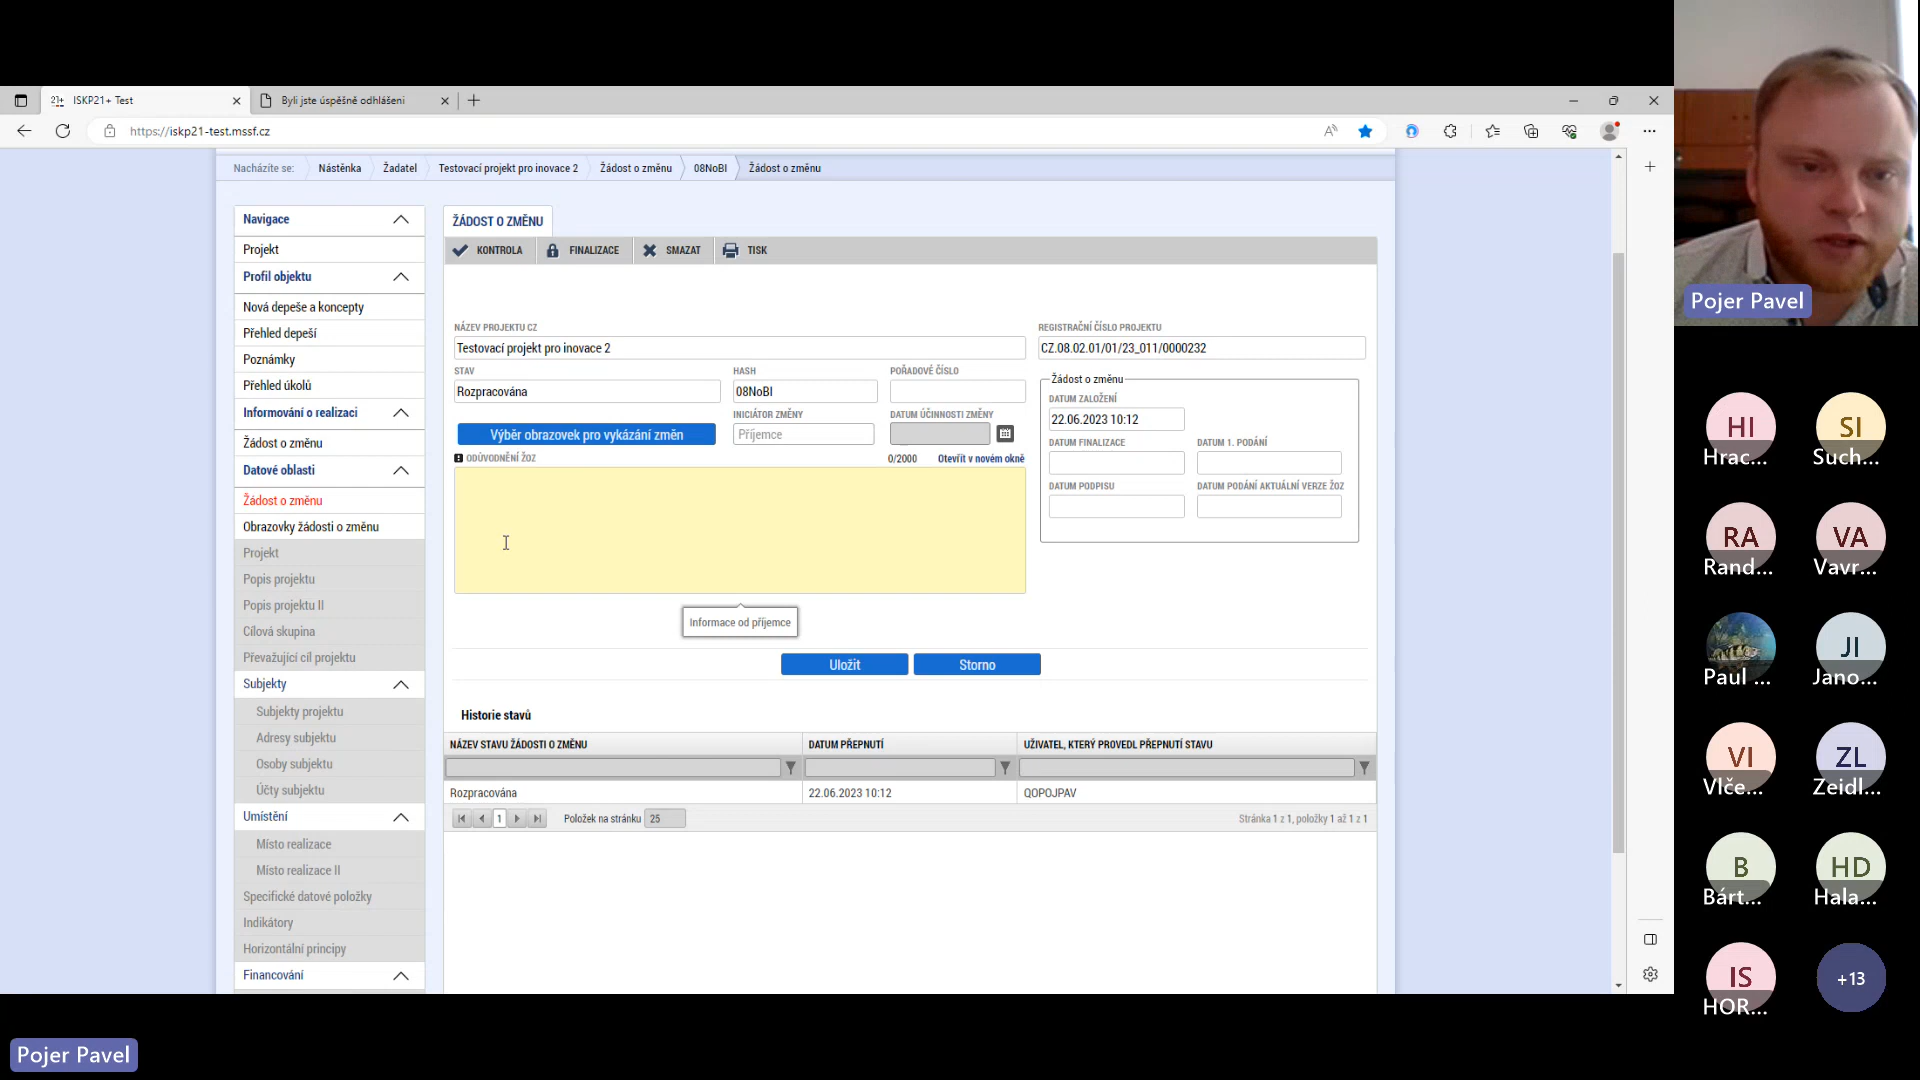 ISKP21+ Test
Byli jste úspěšně odhlášeni
https://iskp21-test.mssf.cz
Nacházíte se:
Nástěnka
Žadatel
Testovací projekt pro inovace 2
Žádost o změnu
08NoBI
Žádost o změnu
Navigace
Projekt
Profil objektu
Nová depeše a koncepty
Přehled depeší
Poznámky
Přehled úkolů
Informování o realizaci
Žádost o změnu
Datové oblasti
Žádost o změnu
Obrazovky žádosti o změnu
Projekt
Popis projektu
Popis projektu II
Cílová skupina
Převažující cíl projektu
Subjekty
Subjekty projektu
Adresy subjektu
Osoby subjektu
Účty subjektu
Umístění
Místo realizace
Místo realizace II
Specifické datové položky
Indikátory
Horizontální principy
Financování
ŽÁDOST O ZMĚNU
KONTROLA FINALIZACE SMAZAT TISK
NÁZEV PROJEKTU CZ
Testovací projekt pro inovace 2
REGISTRAČNÍ ČÍSLO PROJEKTU
CZ.08.02.01/01/23_011/0000232
STAV
Rozpracována
HASH
08NoBI
POŘADOVÉ ČÍSLO
INICIÁTOR ZMĚNY
Příjemce
DATUM ÚČINNOSTI ZMĚNY
Výběr obrazovek pro vykázání změn
ODŮVODNĚNÍ ŽOZ
0/2000
Otevřít v novém okně
Žádost o změnu
DATUM ZALOŽENÍ
22.06.2023 10:12
DATUM FINALIZACE
DATUM 1. PODÁNÍ
DATUM PODPISU
DATUM PODÁNÍ AKTUÁLNÍ VERZE ŽOZ
Informace od příjemce
Uložit
Storno
Historie stavů
NÁZEV STAVU ŽÁDOSTI O ZMĚNU
DATUM PŘEPNUTÍ
UŽIVATEL, KTERÝ PROVEDL PŘEPNUTÍ STAVU
Rozpracována
22.06.2023 10:12
QOPOJPAV
1
Položek na stránku
25
Stránka 1 z 1, položky 1 až 1 z 1
Pojer Pavel
HI
Hrac...
SI
Such...
RA
Rand...
VA
Vavr...
Paul ...
JI
Jano...
VI
Vlče...
ZL
Zeidl...
B
Bárt...
HD
Hala...
IS
HOR...
+13
Pojer Pavel